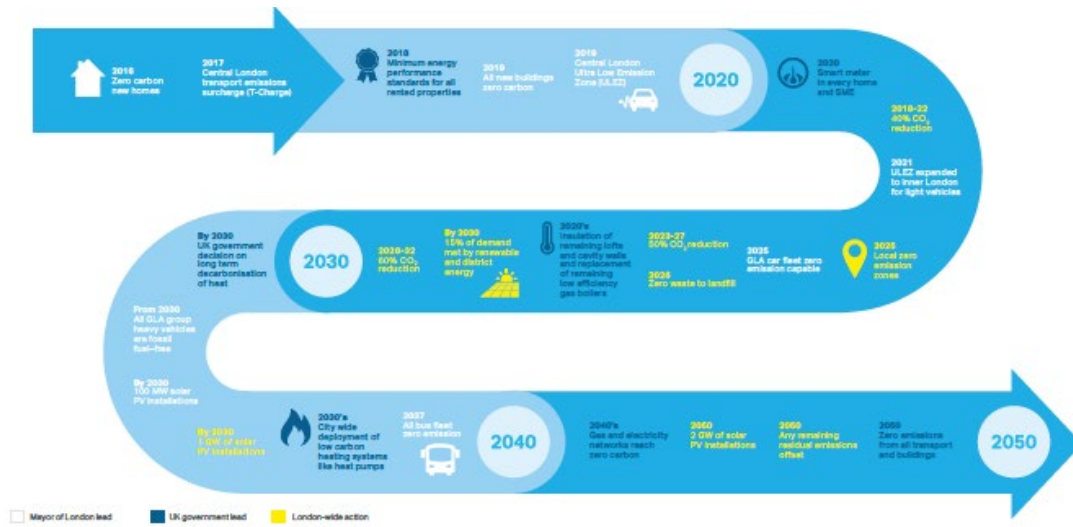 2016
Zero carbon
new homes
2017
Central London
transport emissions
surcharge (T-Charge)
2018
Minimum energy
performance
standards for all
rented properties
2019
All new buildings
zero carbon
2019
Central London
Ultra Low Emission
Zone (ULEZ)
2020
2020
Smart meter
in every home
and SME
2018–22
40% CO₂
reduction
2021
ULEZ expanded
to Inner London
for light vehicles
2025
Local zero
emission
zones
2025
GLA car fleet zero
emission capable
2023–27
50% CO₂ reduction
2026
Zero waste to landfill
2020's
Insulation of
remaining lofts
and cavity walls
and replacement
of remaining
low efficiency
gas boilers
By 2030
15% of demand
met by renewable
and district
energy
60% CO₂
reduction
2030
By 2030
UK government
decision on
long term
decarbonisation
of heat
From 2030
All GLA group
heavy vehicles
are fossil
fuel–free
By 2030
100 MW solar
PV installations
By 2030
1 GW of solar
PV installations
2030's
City wide
deployment of
low carbon
heating systems
like heat pumps
2037
All bus fleet
zero emission
2040
2040's
Gas and electricity
networks reach
zero carbon
2050
2 GW of solar
PV installations
2050
Any remaining
residual emissions
offset
2050
Zero emissions
from all transport
and buildings
2050
Mayor of London lead
UK government lead
London-wide action